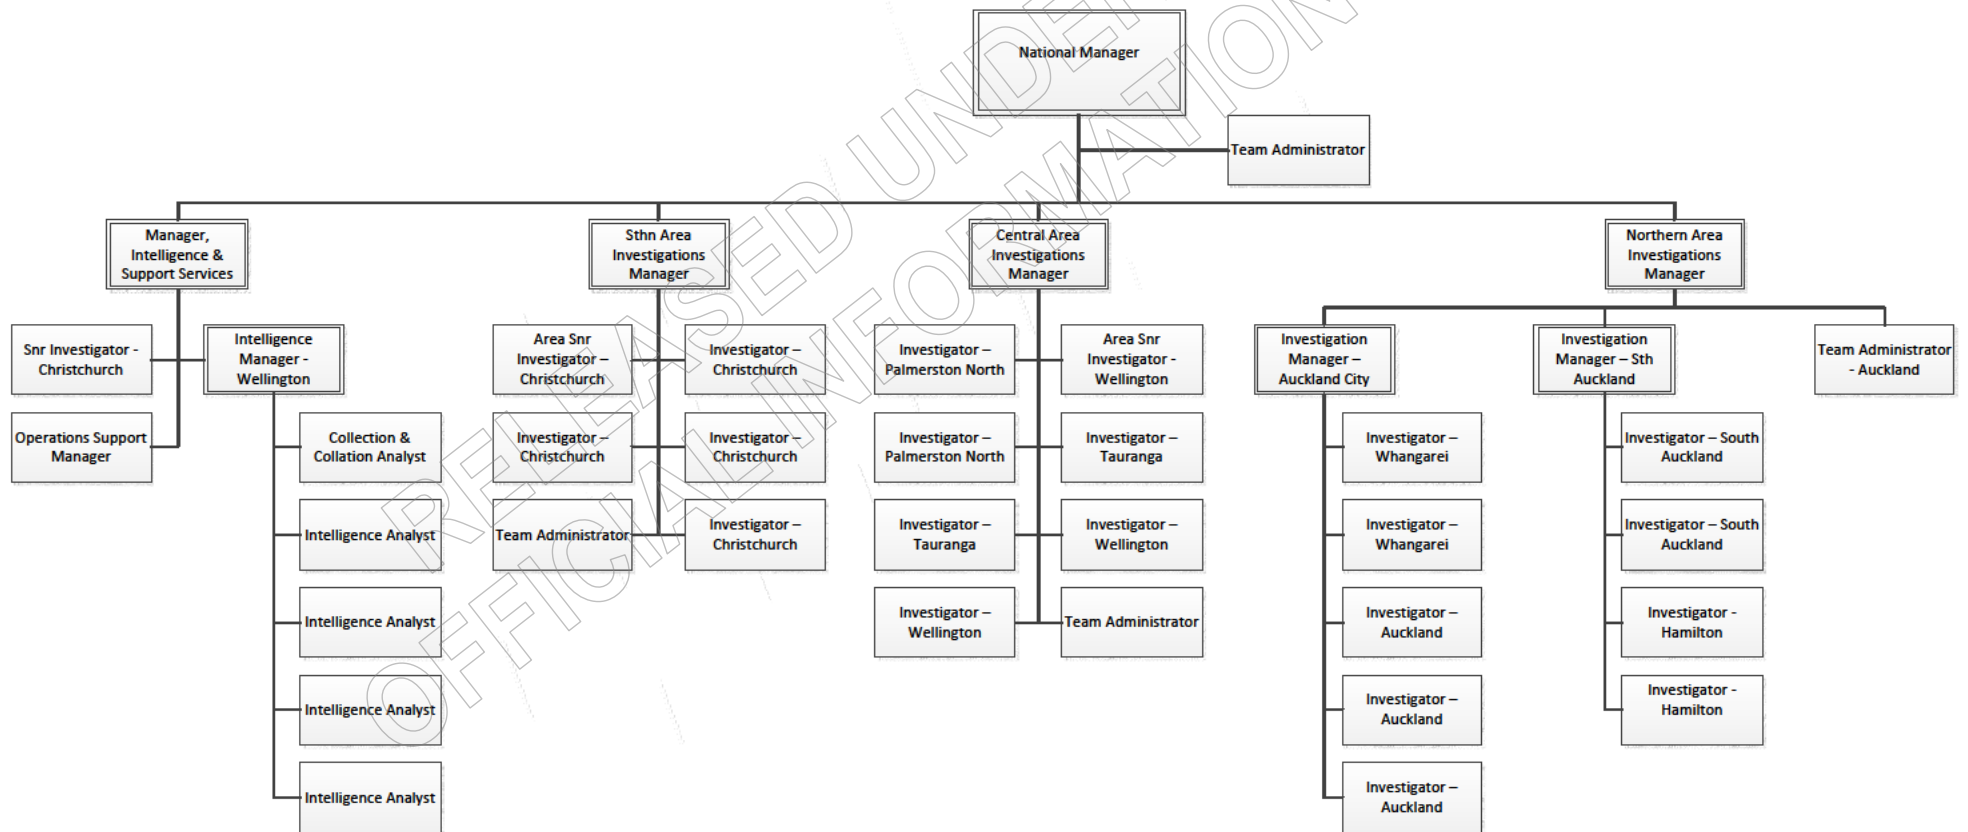 National Manager
Team Administrator
Manager,
Intelligence &
Support Services
Sthn Area
Investigations
Manager
Central Area
Investigations
Manager
Northern Area
Investigations
Manager
Snr Investigator -
Christchurch
Intelligence
Manager -
Wellington
Operations Support
Manager
Collection &
Collation Analyst
Intelligence Analyst
Intelligence Analyst
Intelligence Analyst
Intelligence Analyst
Area Snr
Investigator –
Christchurch
Investigator –
Christchurch
Investigator –
Christchurch
Investigator –
Christchurch
Team Administrator
Investigator –
Christchurch
Investigator –
Palmerston North
Area Snr
Investigator -
Wellington
Investigator –
Palmerston North
Investigator –
Tauranga
Investigator –
Tauranga
Investigator –
Wellington
Investigator –
Wellington
Team Administrator
Investigation
Manager –
Auckland City
Investigation
Manager – Sth
Auckland
Team Administrator
- Auckland
Investigator –
Whangarei
Investigator –
Whangarei
Investigator –
Auckland
Investigator –
Auckland
Investigator –
Auckland
Investigator – South
Auckland
Investigator – South
Auckland
Investigator -
Hamilton
Investigator -
Hamilton
RELEASED UNDER
OFFICIAL INFORMATION